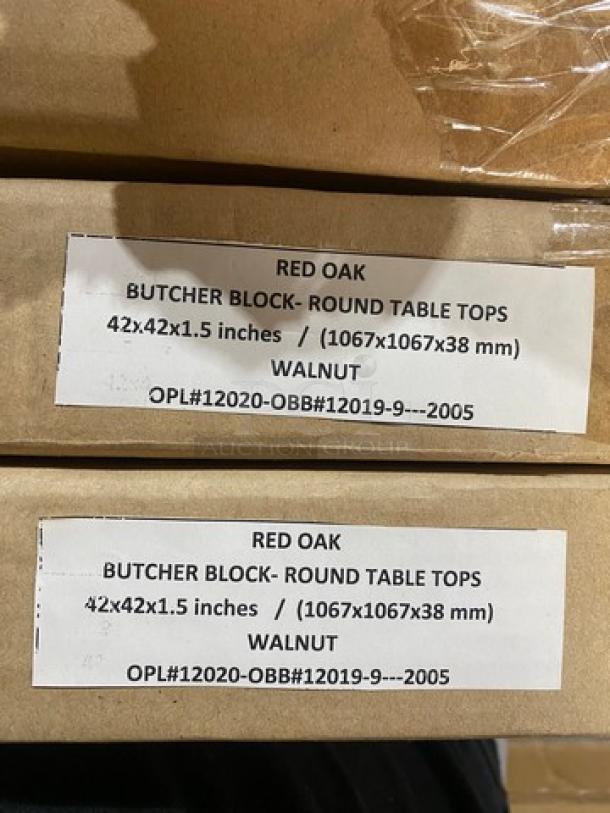 RED OAK
BUTCHER BLOCK- ROUND TABLE TOPS
42x42x1.5 inches / (1067x1067x38 mm)
WALNUT
OPL#12020-OBB#12019-9---2005
AUCTION GROUP
RED OAK
BUTCHER BLOCK- ROUND TABLE TOPS
42x42x1.5 inches / (1067x1067x38 mm)
WALNUT
OPL#12020-OBB#12019-9---2005